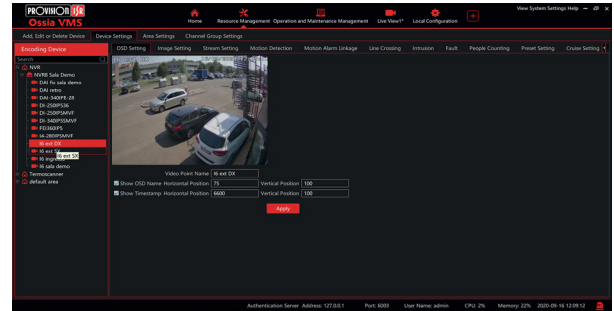 PROVISION ISR
Ossia VMS
View System Settings Help
Home
Resource Management
Operation and Maintenance Management
Live View1*
Local Configuration
Add, Edit or Delete Device
Device Settings
Area Settings
Channel Group Settings
Encoding Device
Search
NVR
NVR8 Sala Demo
DAI fix sala demo
DAI retro
DAI-340IPE-28
DI-250IPS36
DI-250IPSMVF
DI-340IPSSMVF
FEI360IP5
I4-280IPSMVF
I6 ext DX
I6 ext SX
I6 ext SX
I6 sala demo
Termoscanner
default area
OSD Setting
Image Setting
Stream Setting
Motion Detection
Motion Alarm Linkage
Line Crossing
Intrusion
Fault
People Counting
Preset Setting
Cruise Setting
Video Point Name
I6 ext DX
Show OSD Name
Horizontal Position
75
Vertical Position
100
Show Timestamp
Horizontal Position
6600
Vertical Position
100
Apply
Authentication Server Address: 127.0.0.1
Port: 6003
User Name: admin
CPU: 2%
Memory: 22%
2020-09-16 12:09:12